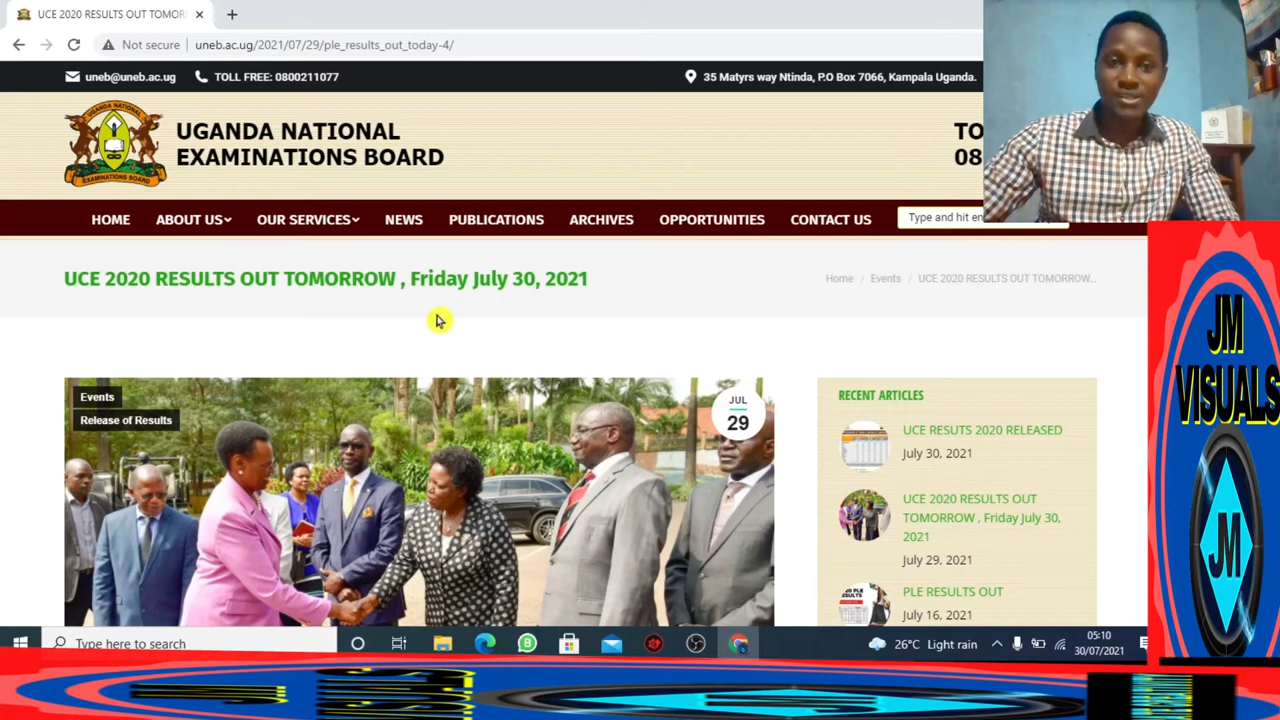 UCE 2020 RESULTS OUT TOMOR
Not secure
uneb.ac.ug/2021/07/29/ple_results_out_today-4/
uneb@uneb.ac.ug
TOLL FREE: 0800211077
35 Matyrs way Ntinda, P.O Box 7066, Kampala Uganda.
UGANDA NATIONAL
EXAMINATIONS BOARD
TO
08
HOME ABOUT US OUR SERVICES NEWS PUBLICATIONS ARCHIVES OPPORTUNITIES CONTACT US
Type and hit en
UCE 2020 RESULTS OUT TOMORROW , Friday July 30, 2021
Home / Events / UCE 2020 RESULTS OUT TOMORROW...
Events
Release of Results
JUL
29
RECENT ARTICLES
UCE RESUTS 2020 RELEASED
July 30, 2021
UCE 2020 RESULTS OUT
TOMORROW , Friday July 30,
2021
July 29, 2021
PLE RESULTS OUT
July 16, 2021
JM
VISUALS
JM
Type here to search
26°C Light rain
05:10
30/07/2021